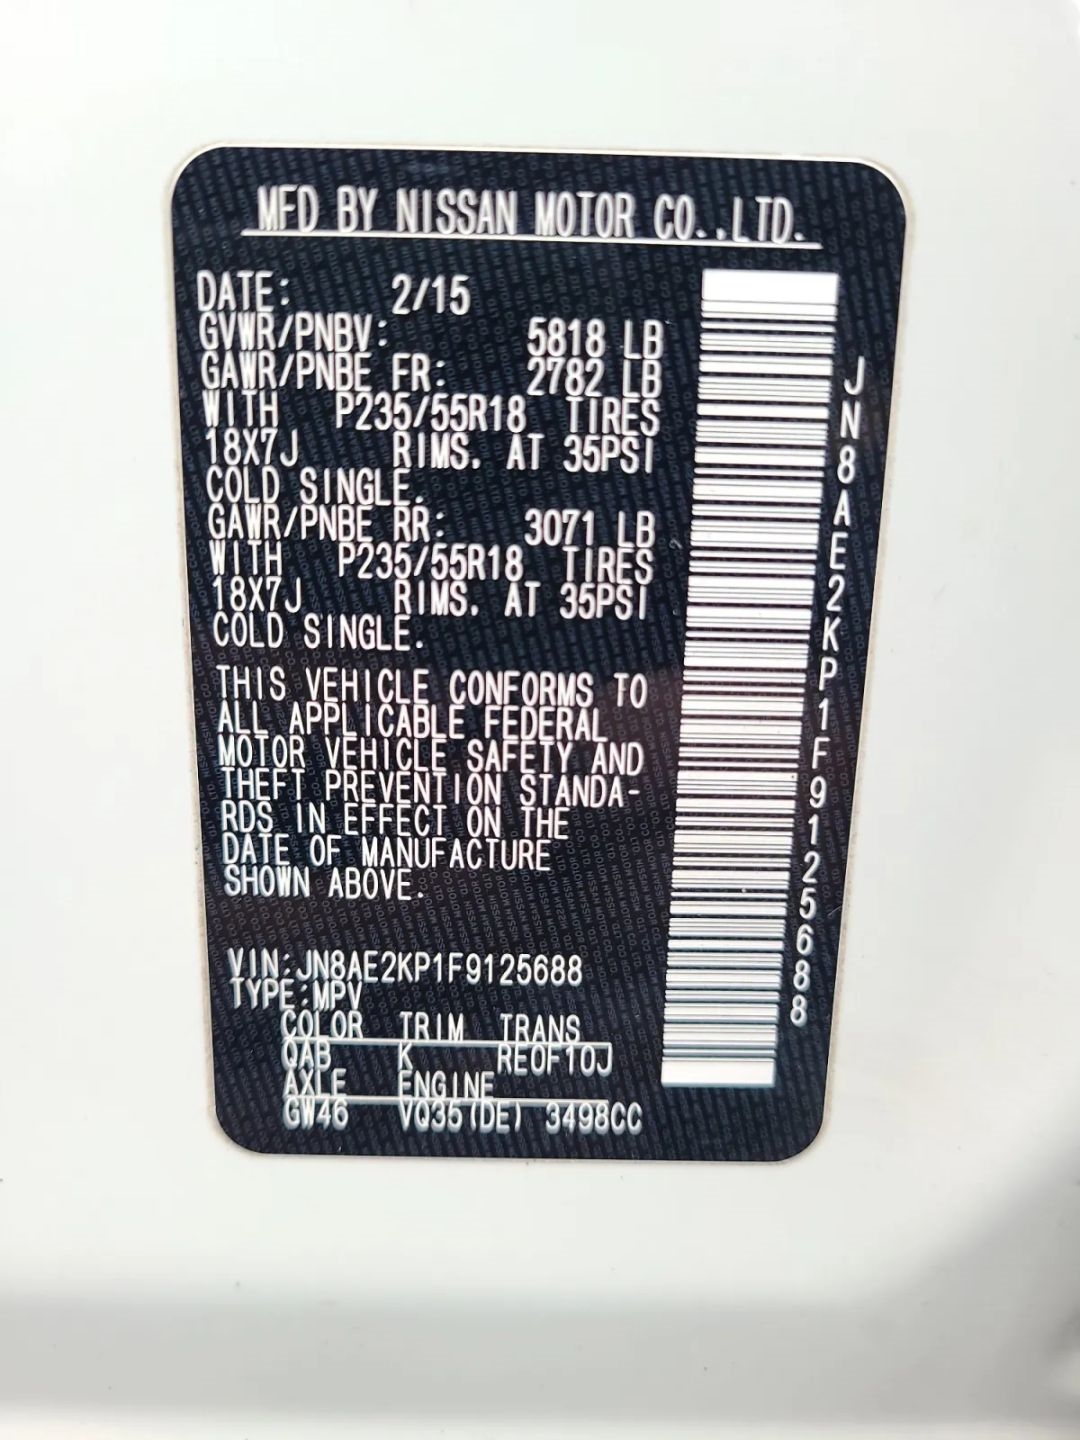 MFD BY NISSAN MOTOR CO.,LTD.
DATE: 2/15
GVWR/PNBV: 5818 LB
GAWR/PNBE FR: 2782 LB
WITH P235/55R18 TIRES
18X7J RIMS. AT 35PSI
COLD SINGLE.
GAWR/PNBE RR: 3071 LB
WITH P235/55R18 TIRES
18X7J RIMS. AT 35PSI
COLD SINGLE.
THIS VEHICLE CONFORMS TO
ALL APPLICABLE FEDERAL
MOTOR VEHICLE SAFETY AND
THEFT PREVENTION STANDA-
RDS IN EFFECT ON THE
DATE OF MANUFACTURE
SHOWN ABOVE.
VIN:JN8AE2KP1F9125688
TYPE:MPV
COLOR TRIM TRANS
QAB K RE0F10J
AXLE ENGINE
GW46 VQ35(DE) 3498CC
JN8AE2KP1F9125688